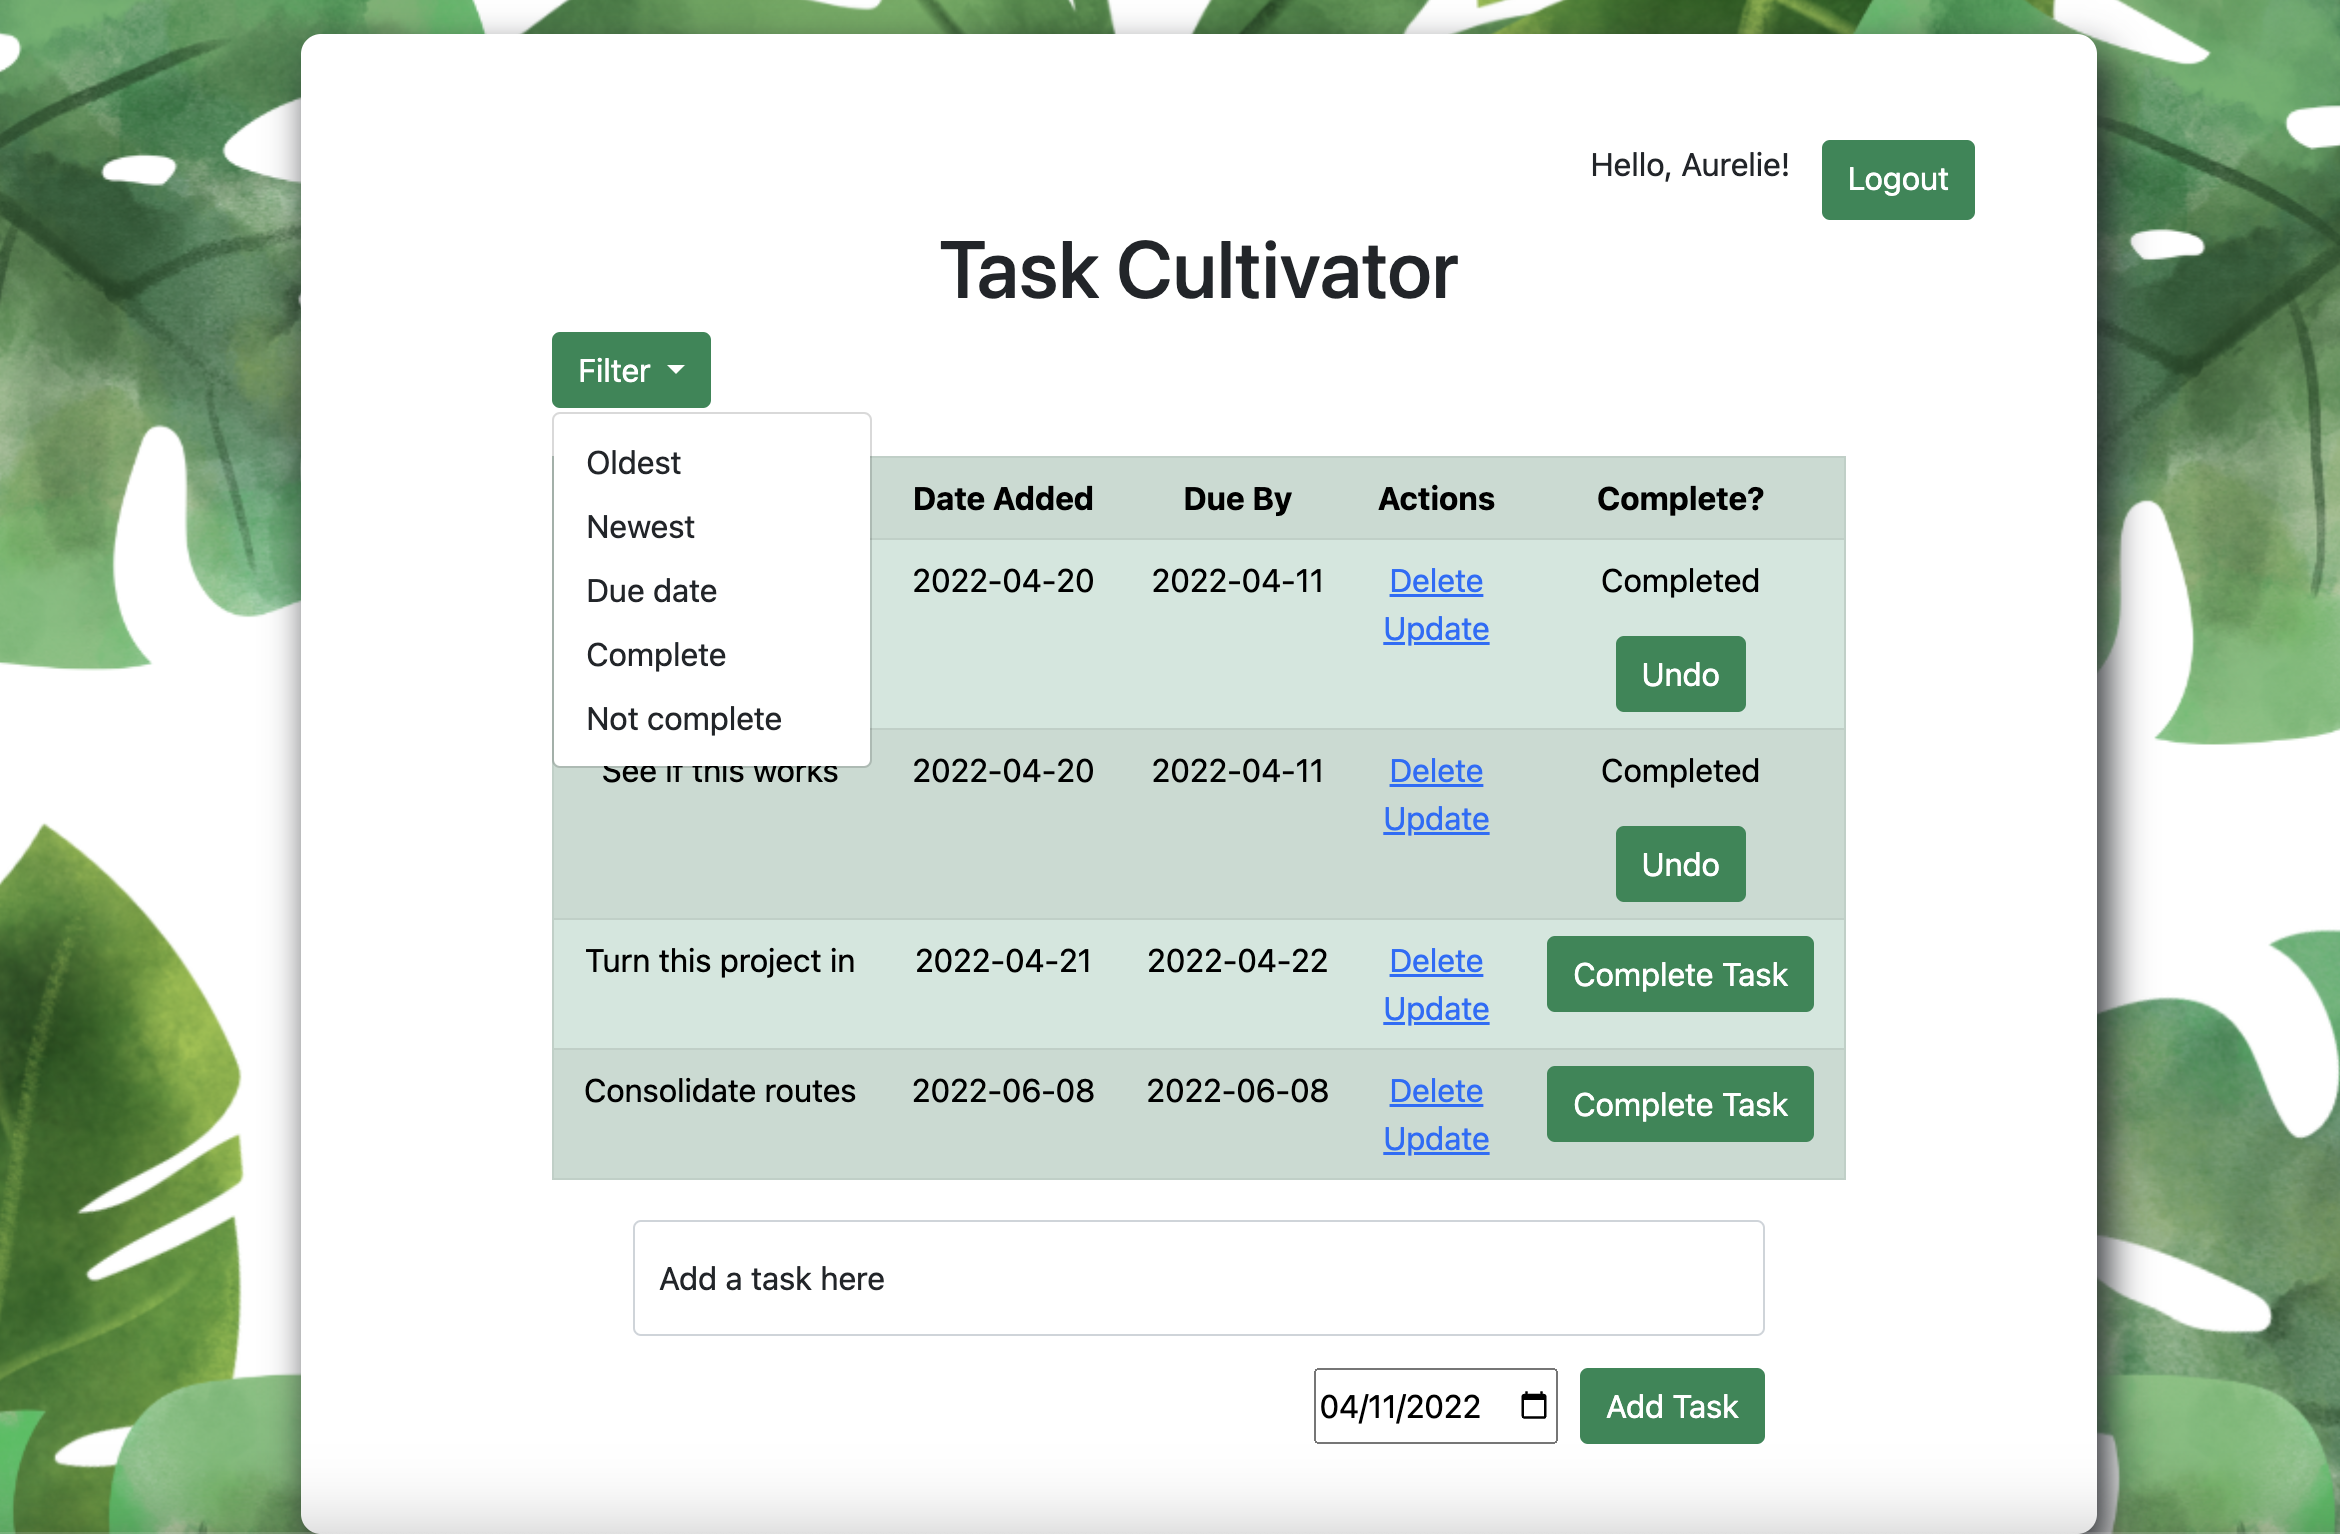 Hello, Aurelie!
Logout
Task Cultivator
Filter
Oldest
Newest
Due date
Complete
Not complete
Date Added Due By Actions Complete?
2022-04-20 2022-04-11 Delete Completed
Update
Undo
See if this works 2022-04-20 2022-04-11 Delete Completed
Update
Undo
Turn this project in 2022-04-21 2022-04-22 Delete Complete Task
Update
Consolidate routes 2022-06-08 2022-06-08 Delete Complete Task
Update
Add a task here
04/11/2022 Add Task